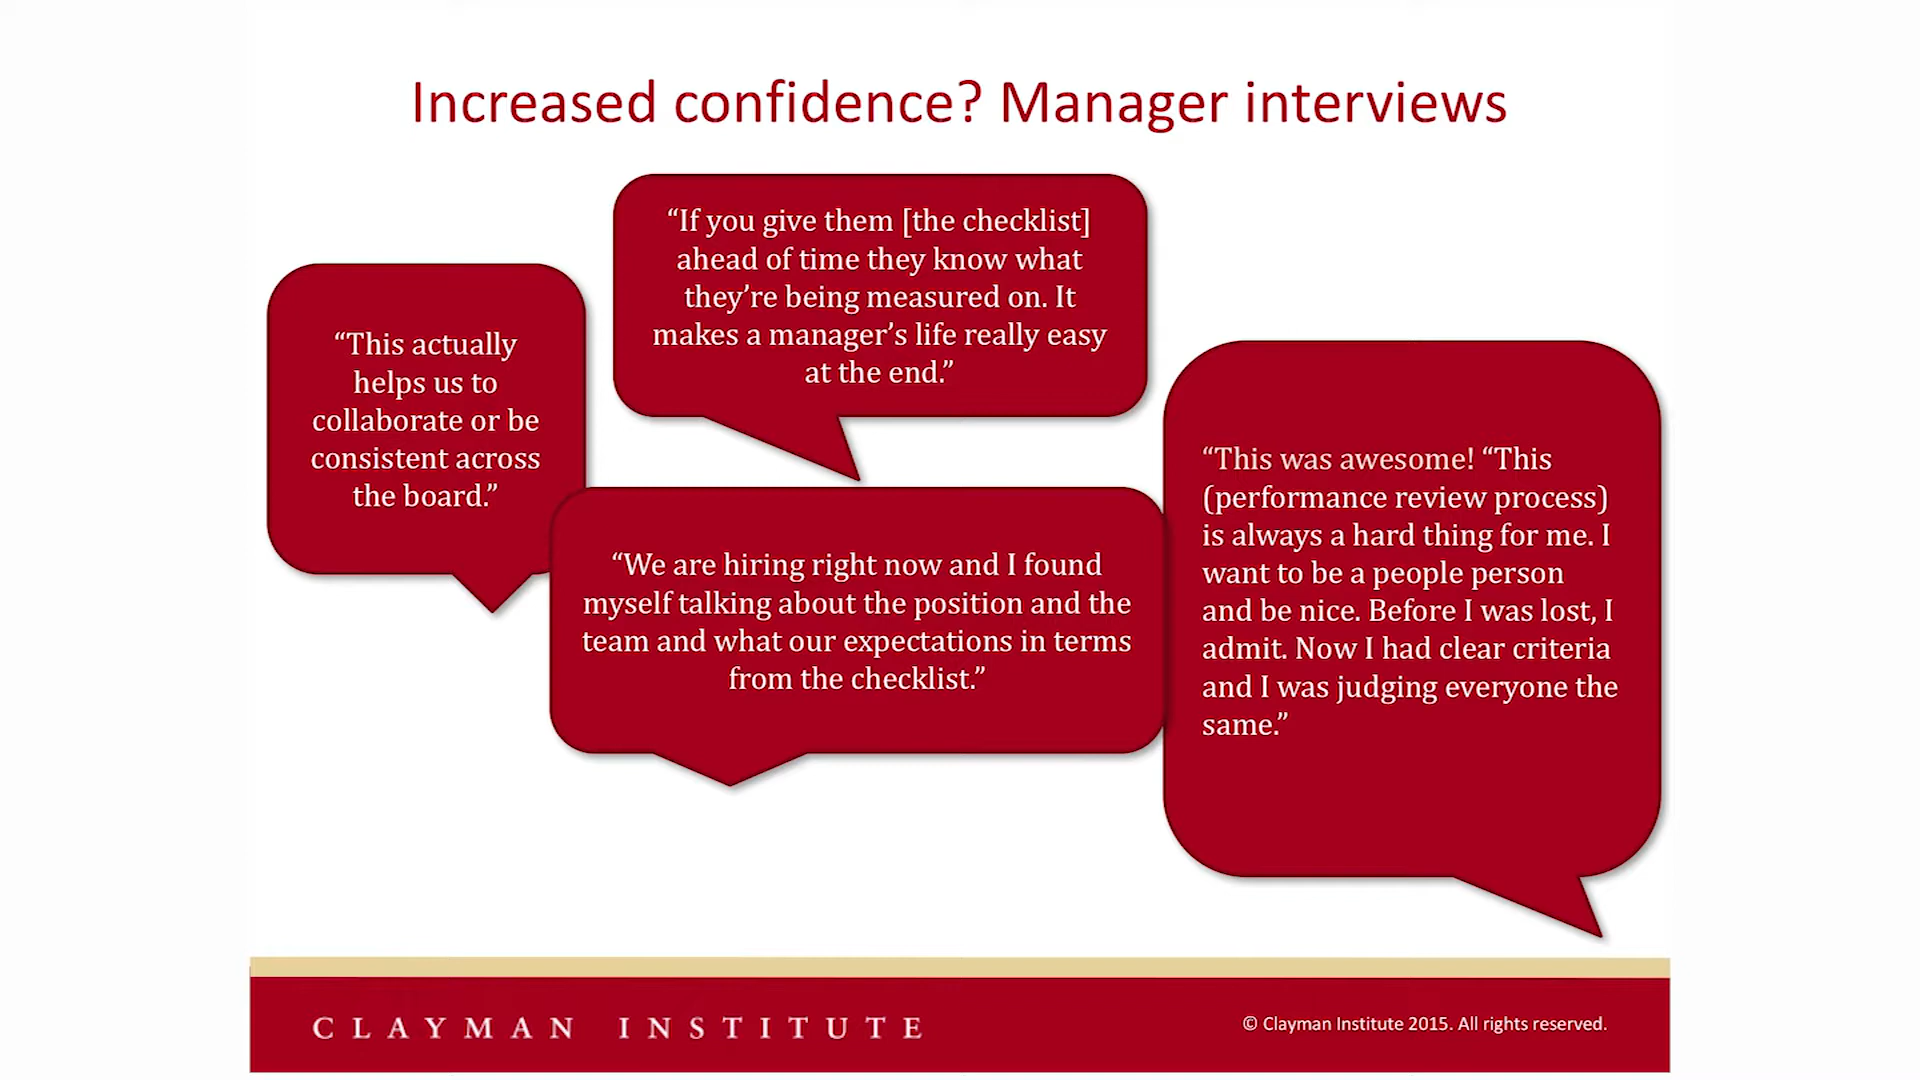 Increased confidence? Manager interviews
“This actually
helps us to
collaborate or be
consistent across
the board.”
“If you give them [the checklist]
ahead of time they know what
they’re being measured on. It
makes a manager’s life really easy
at the end.”
“We are hiring right now and I found
myself talking about the position and the
team and what our expectations in terms
from the checklist.”
“This was awesome! “This
(performance review process)
is always a hard thing for me. I
want to be a people person
and be nice. Before I was lost, I
admit. Now I had clear criteria
and I was judging everyone the
same.”
CLAYMAN INSTITUTE
© Clayman Institute 2015. All rights reserved.